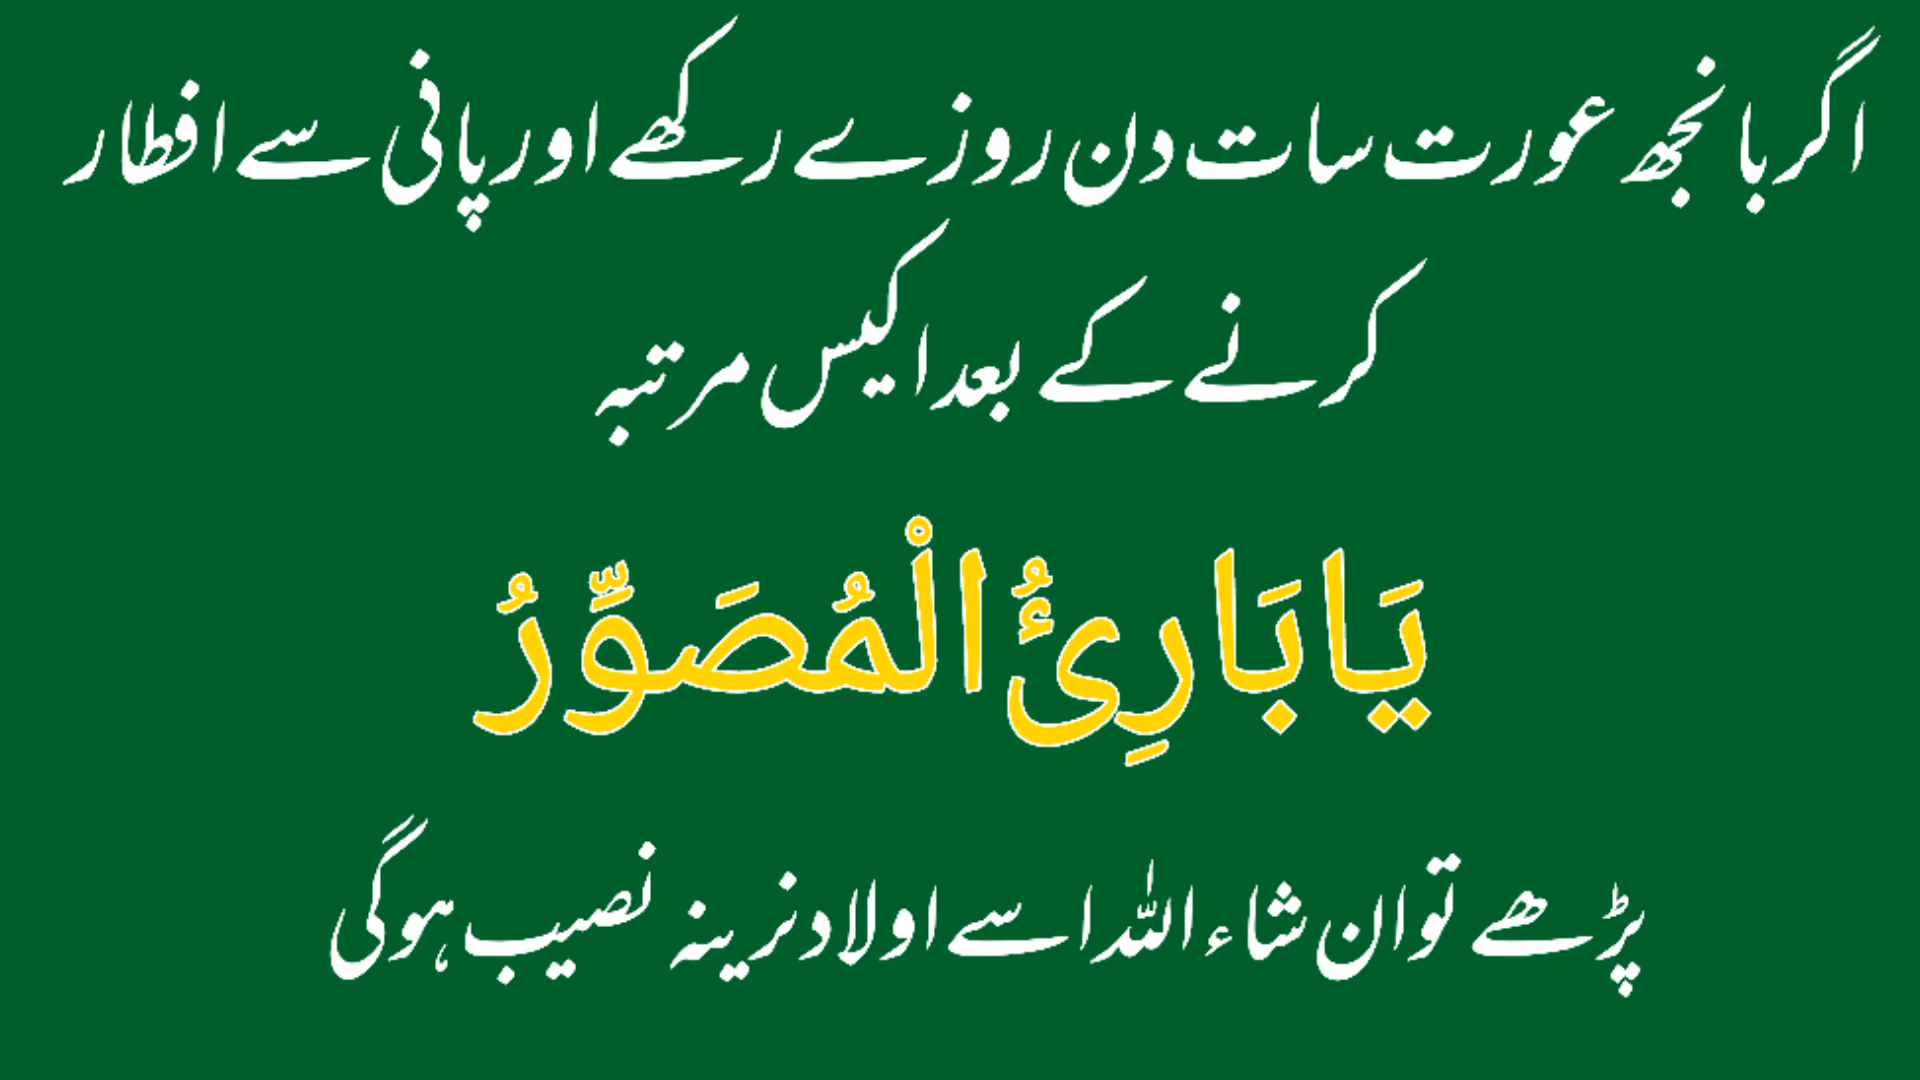 اگر بانجھ عورت سات دن روزے رکھے اور پانی سے افطار
کرنے کے بعد اکیس مرتبہ
يَا بَارِئُ الْمُصَوِّرُ
پڑھے تو ان شاء اللہ اسے اولاد نرینہ نصیب ہوگی